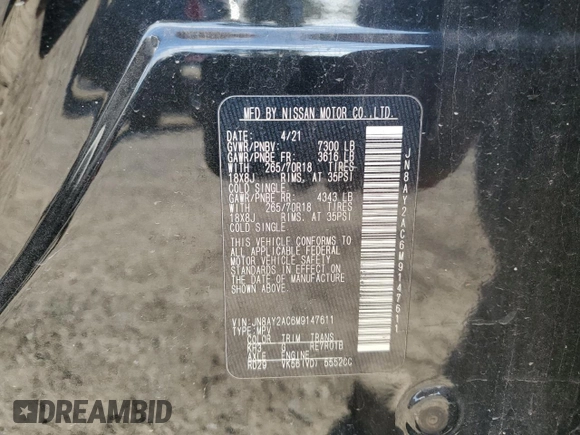 MFD BY NISSAN MOTOR CO.,LTD.
DATE: 4/21
GVWR/PNBV: 7300 LB
GAWR/PNBE FR: 3616 LB
WITH 265/70R18 TIRES
18X8J RIMS, AT 35PSI
COLD SINGLE
GAWR/PNBE RR: 4343 LB
WITH 265/70R18 TIRES
18X8J RIMS, AT 35PSI
COLD SINGLE
THIS VEHICLE CONFORMS TO
ALL APPLICABLE FEDERAL
MOTOR VEHICLE SAFETY
STANDARDS IN EFFECT ON
THE DATE OF MANUFACTURE
SHOWN ABOVE.
VIN: JN8AY2AC6M9147611
TYPE: MPV
COLOR TRIM TRANS
KH3 G RE7R01B
AXLE ENGINE
RD29 VK56(VD) 5552CC
JN8AY2AC6M9147611
DREAMBID
DREAMBID.COM